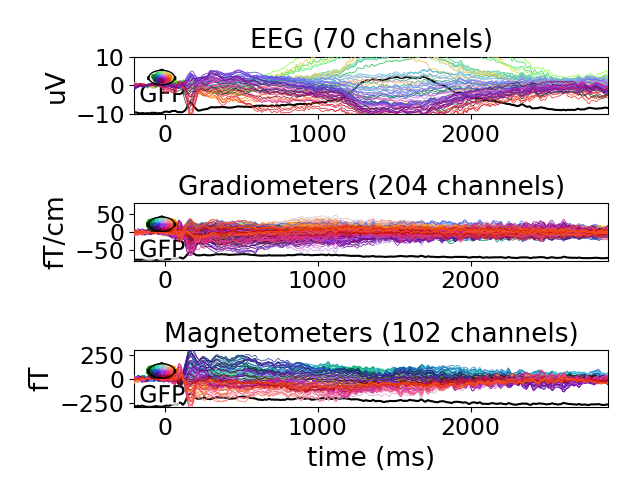 EEG (70 channels)
10
0
−10
uV
GFP
0 1000 2000
Gradiometers (204 channels)
50
0
−50
fT/cm
GFP
0 1000 2000
Magnetometers (102 channels)
250
0
−250
fT
GFP
0 1000 2000
time (ms)